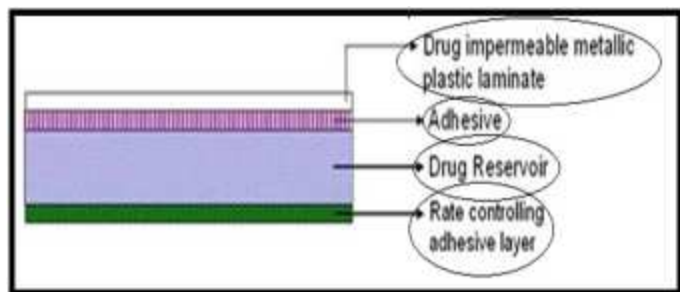 Drug impermeable metallic
plastic laminate
Adhesive
Drug Reservoir
Rate controlling
adhesive layer